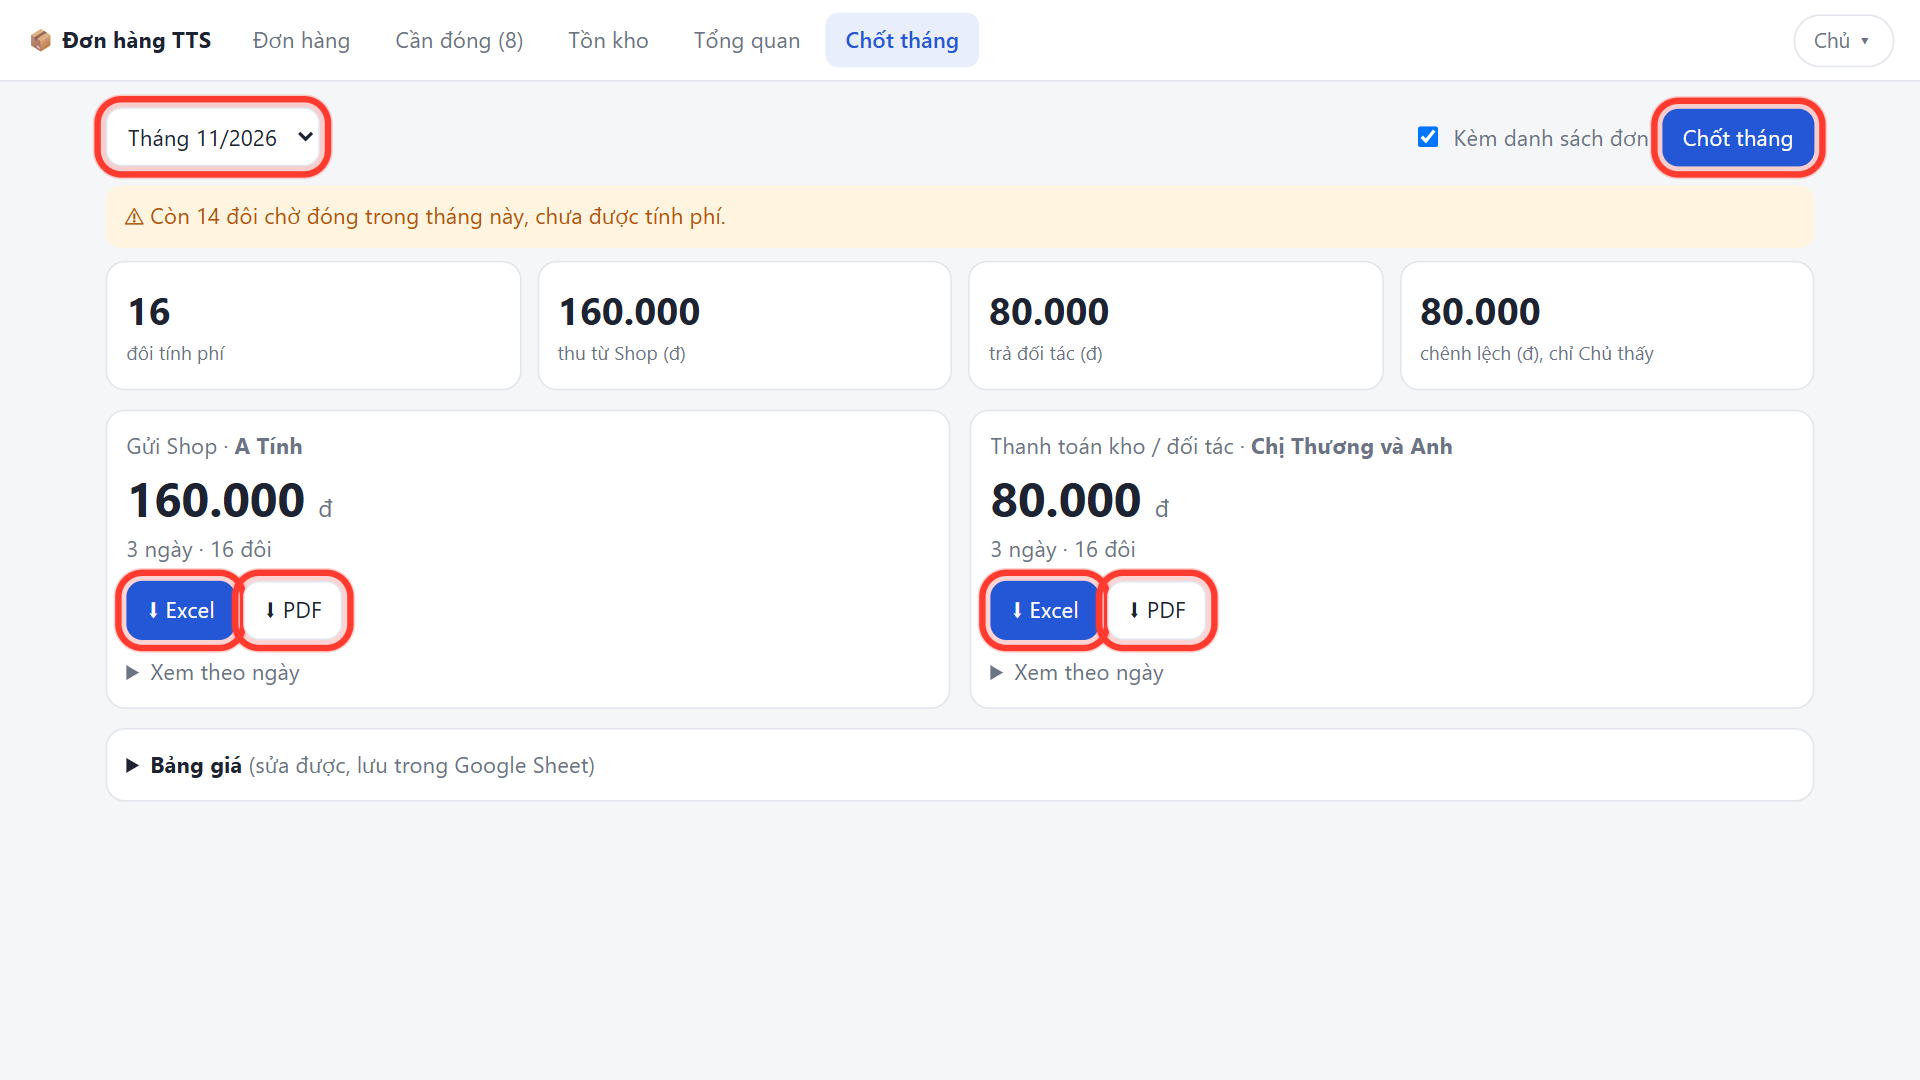 📦 Đơn hàng TTS Đơn hàng Cần đóng (8) Tồn kho Tổng quan Chốt tháng Chủ ▾
Tháng 11/2026 Kèm danh sách đơn Chốt tháng
⚠ Còn 14 đôi chờ đóng trong tháng này, chưa được tính phí.
16
đôi tính phí
160.000
thu từ Shop (đ)
80.000
trả đối tác (đ)
80.000
chênh lệch (đ), chỉ Chủ thấy
Gửi Shop · A Tính
160.000 đ
3 ngày · 16 đôi
⬇ Excel ⬇ PDF
▶ Xem theo ngày
Thanh toán kho / đối tác · Chị Thương và Anh
80.000 đ
3 ngày · 16 đôi
⬇ Excel ⬇ PDF
▶ Xem theo ngày
▶ Bảng giá (sửa được, lưu trong Google Sheet)